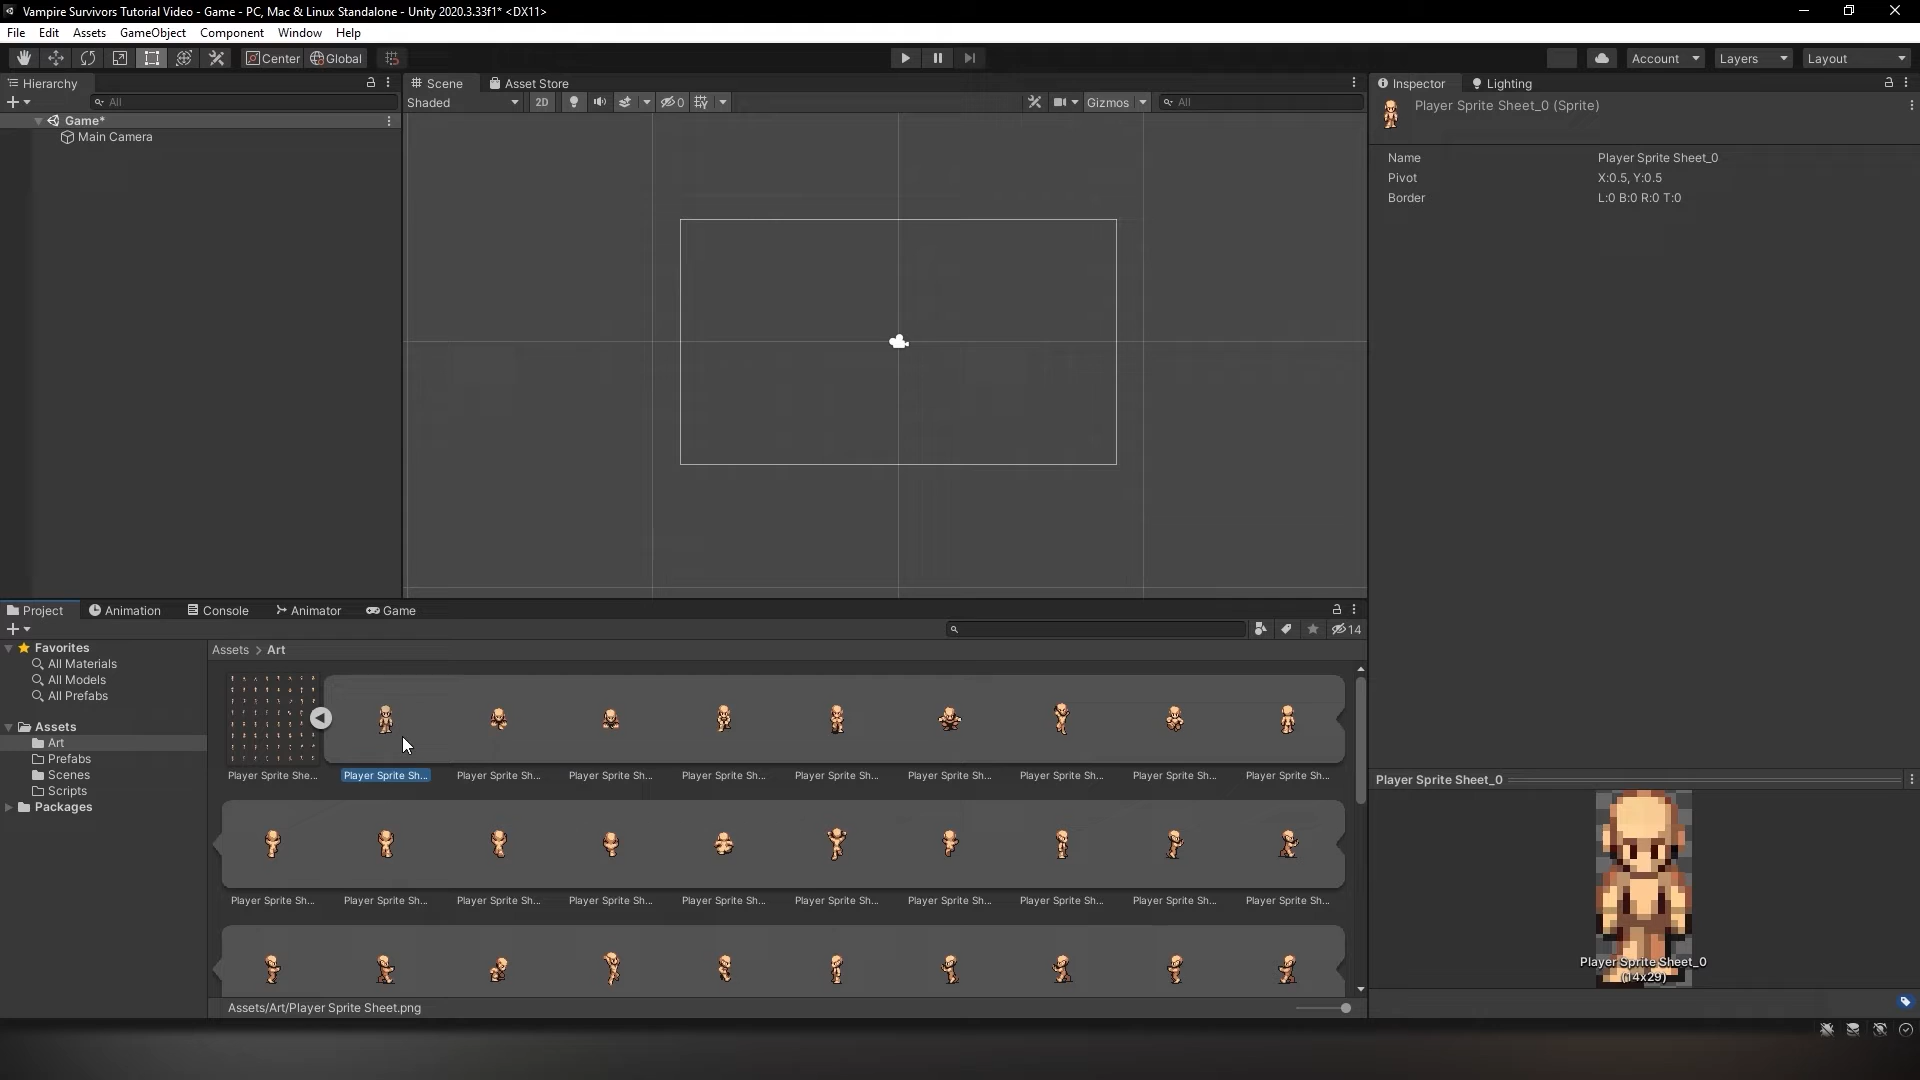 Vampire Survivors Tutorial Video - Game - PC, Mac & Linux Standalone - Unity 2020.3.33f1* <DX11>
File Edit Assets GameObject Component Window Help
Center Global Account Layers Layout
Hierarchy
All
Game*
Main Camera
Scene Asset Store
Shaded 2D 0 Gizmos All
Inspector Lighting
Player Sprite Sheet_0 (Sprite)
Name Player Sprite Sheet_0
Pivot X:0.5, Y:0.5
Border L:0 B:0 R:0 T:0
Project Animation Console Animator Game
14
Favorites
All Materials
All Models
All Prefabs
Assets
Art
Prefabs
Scenes
Scripts
Packages
Assets > Art
Player Sprite She... Player Sprite Sh... Player Sprite Sh... Player Sprite Sh... Player Sprite Sh... Player Sprite Sh... Player Sprite Sh... Player Sprite Sh... Player Sprite Sh... Player Sprite Sh...
Player Sprite Sh... Player Sprite Sh... Player Sprite Sh... Player Sprite Sh... Player Sprite Sh... Player Sprite Sh... Player Sprite Sh... Player Sprite Sh... Player Sprite Sh... Player Sprite Sh...
Assets/Art/Player Sprite Sheet.png
Player Sprite Sheet_0
Player Sprite Sheet_0
(14x29)